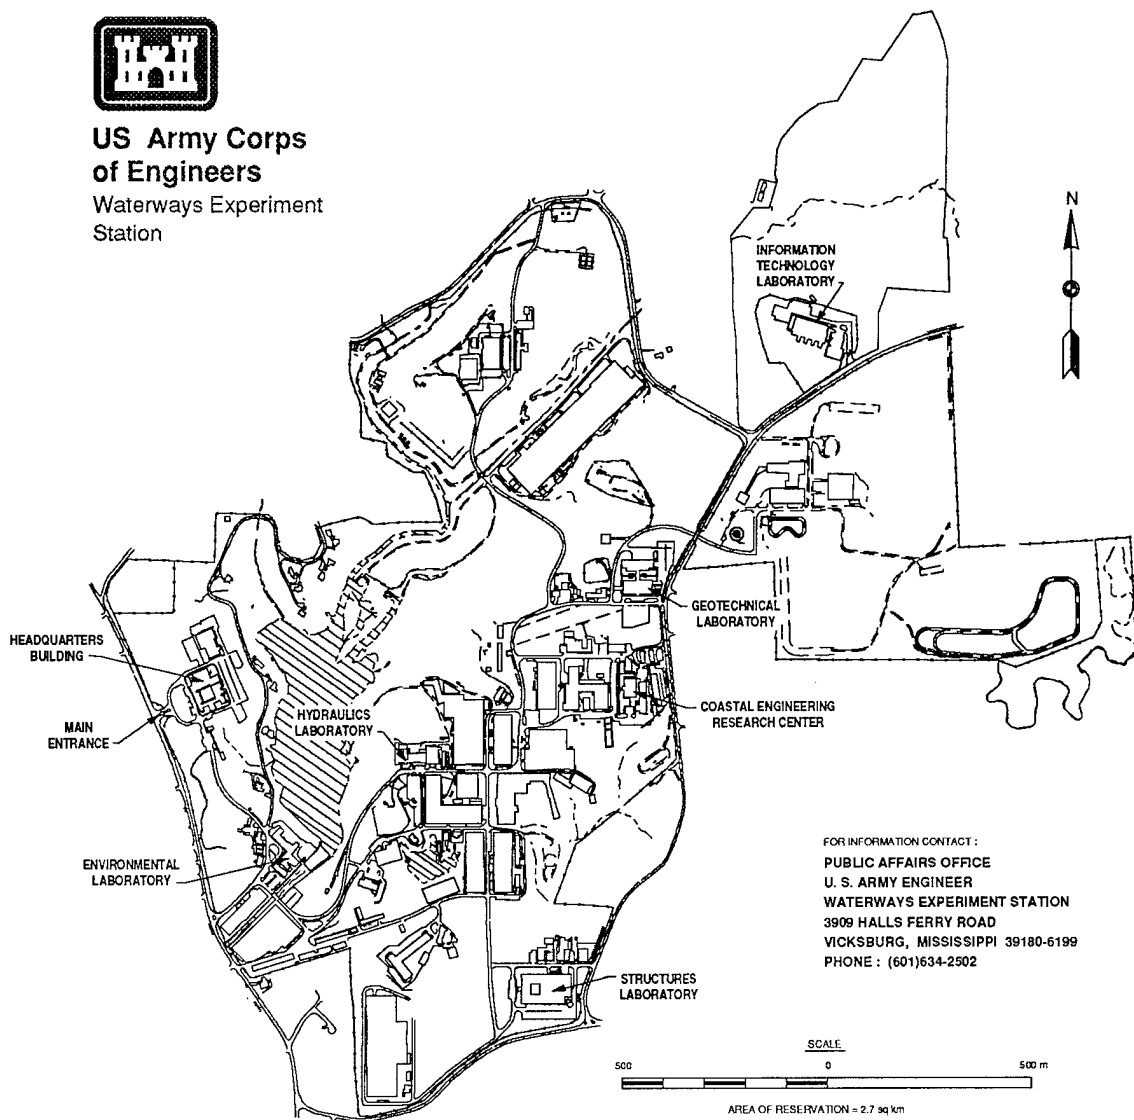 US Army Corps
of Engineers
Waterways Experiment
Station
N
INFORMATION
TECHNOLOGY
LABORATORY
GEOTECHNICAL
LABORATORY
HEADQUARTERS
BUILDING
MAIN
ENTRANCE
HYDRAULICS
LABORATORY
COASTAL ENGINEERING
RESEARCH CENTER
ENVIRONMENTAL
LABORATORY
STRUCTURES
LABORATORY
FOR INFORMATION CONTACT :
PUBLIC AFFAIRS OFFICE
U. S. ARMY ENGINEER
WATERWAYS EXPERIMENT STATION
3909 HALLS FERRY ROAD
VICKSBURG, MISSISSIPPI 39180-6199
PHONE : (601)634-2502
SCALE
500 0 500 m
AREA OF RESERVATION = 2.7 sq km